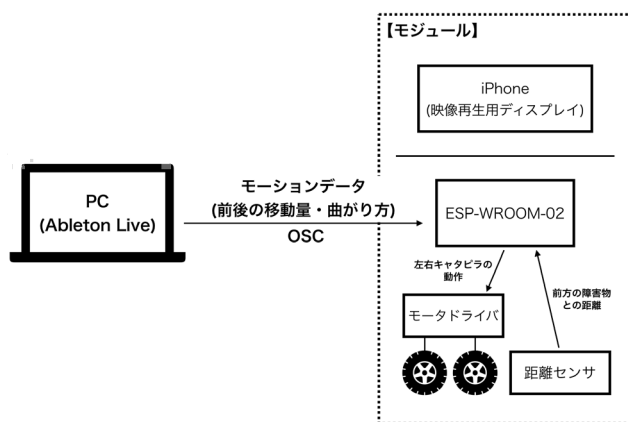 【モジュール】
iPhone
(映像再生用ディスプレイ)
PC
(Ableton Live)
モーションデータ
(前後の移動量・曲がり方)
OSC
ESP-WROOM-02
左右キャタピラの
動作
前方の障害物
との距離
モータドライバ
距離センサ